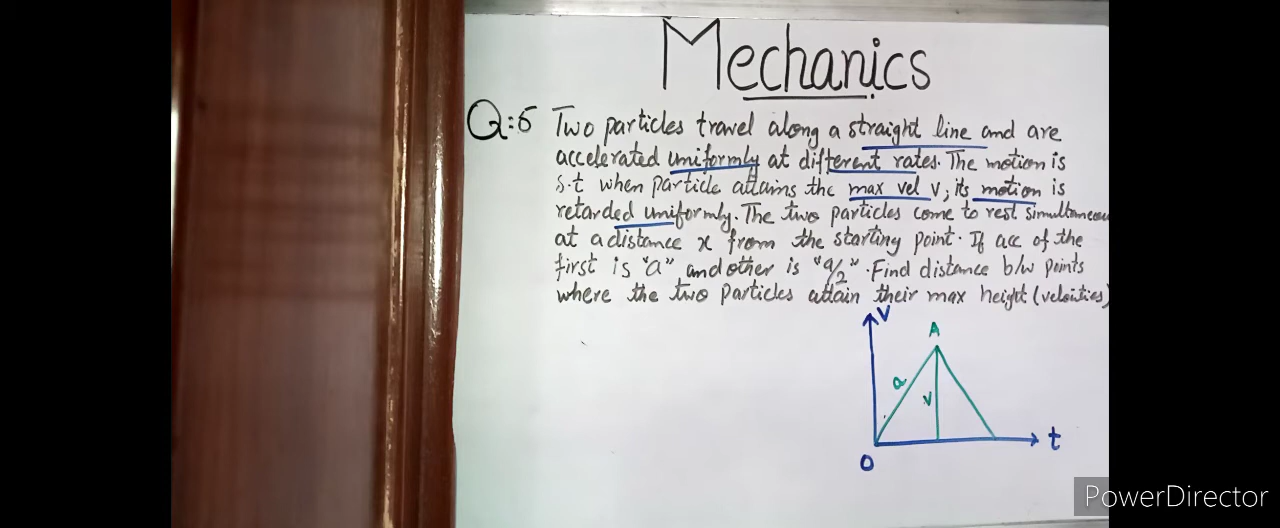 Mechanics
Q:5 Two particles travel along a straight line and are
accelerated uniformly at different rates. The motion is
s.t when particle attains the max vel v, its motion is
retarded uniformly. The two particles come to rest simultaneou
at a distance x from the starting point. If acc of the
first is "a" and other is "a/2". Find distance b/w points
where the two particles attain their max height (velocities)
V
A
a
V
t
O
PowerDirector